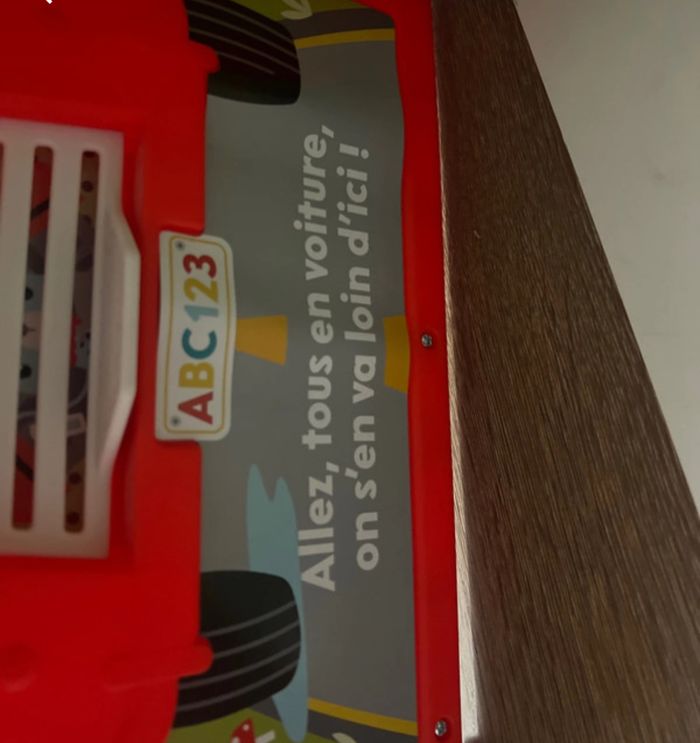 ABC123
Allez, tous en voiture,
on s'en va loin d'ici !